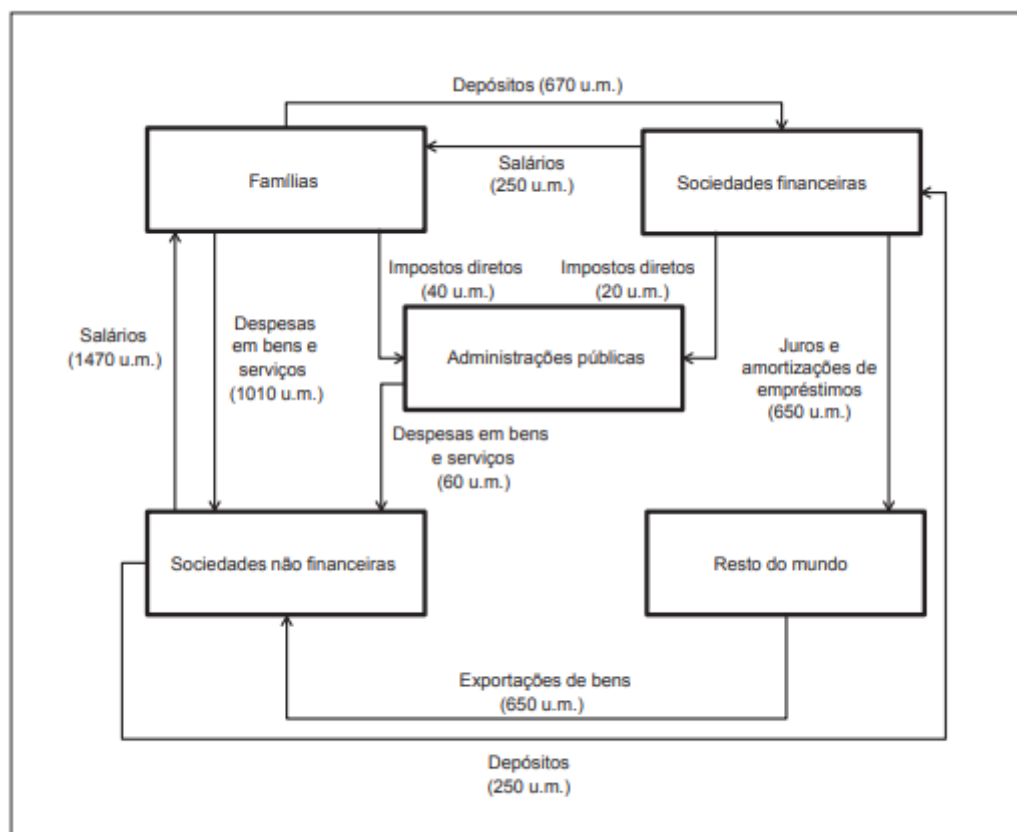 Depósitos (670 u.m.)
Famílias
Salários
(250 u.m.)
Sociedades financeiras
Impostos diretos
(40 u.m.)
Impostos diretos
(20 u.m.)
Salários
(1470 u.m.)
Despesas
em bens e
serviços
(1010 u.m.)
Administrações públicas
Juros e
amortizações de
empréstimos
(650 u.m.)
Despesas em bens
e serviços
(60 u.m.)
Sociedades não financeiras
Resto do mundo
Exportações de bens
(650 u.m.)
Depósitos
(250 u.m.)